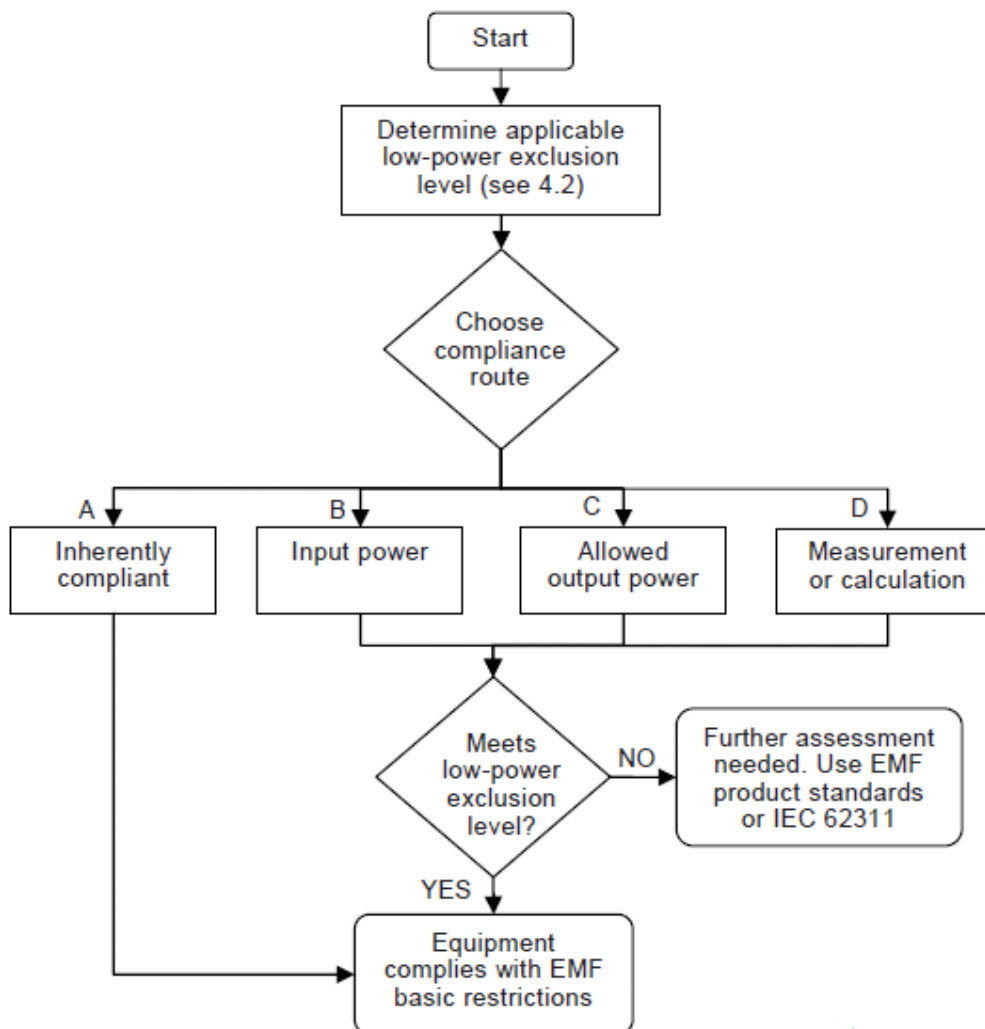 Start
Determine applicable
low-power exclusion
level (see 4.2)
Choose
compliance
route
A
B
C
D
Inherently
compliant
Input power
Allowed
output power
Measurement
or calculation
Meets
low-power
exclusion
level?
NO
Further assessment
needed. Use EMF
product standards
or IEC 62311
YES
Equipment
complies with EMF
basic restrictions